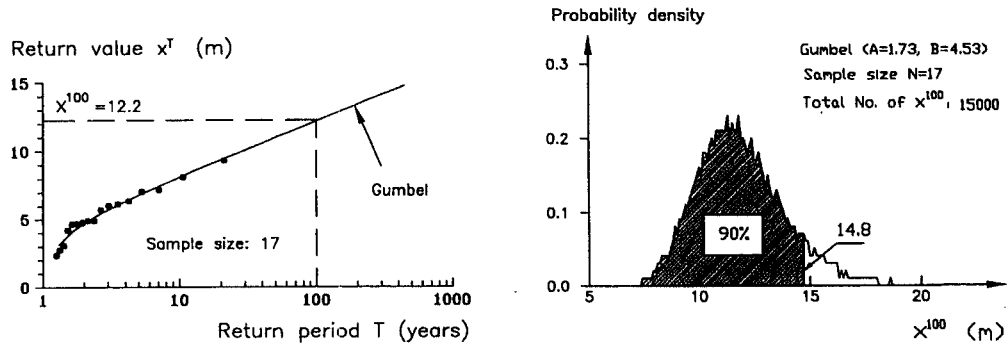 Return value x^T (m)
15
X^100 =12.2
10
Gumbel
5
Sample size: 17
0
1 10 100 1000
Return period T (years)
Probability density
Gumbel (A=1.73, B=4.53)
0.3
Sample size N=17
Total No. of X^100: 15000
0.2
0.1
90%
14.8
0.0
5 10 15 20
X^100 (m)